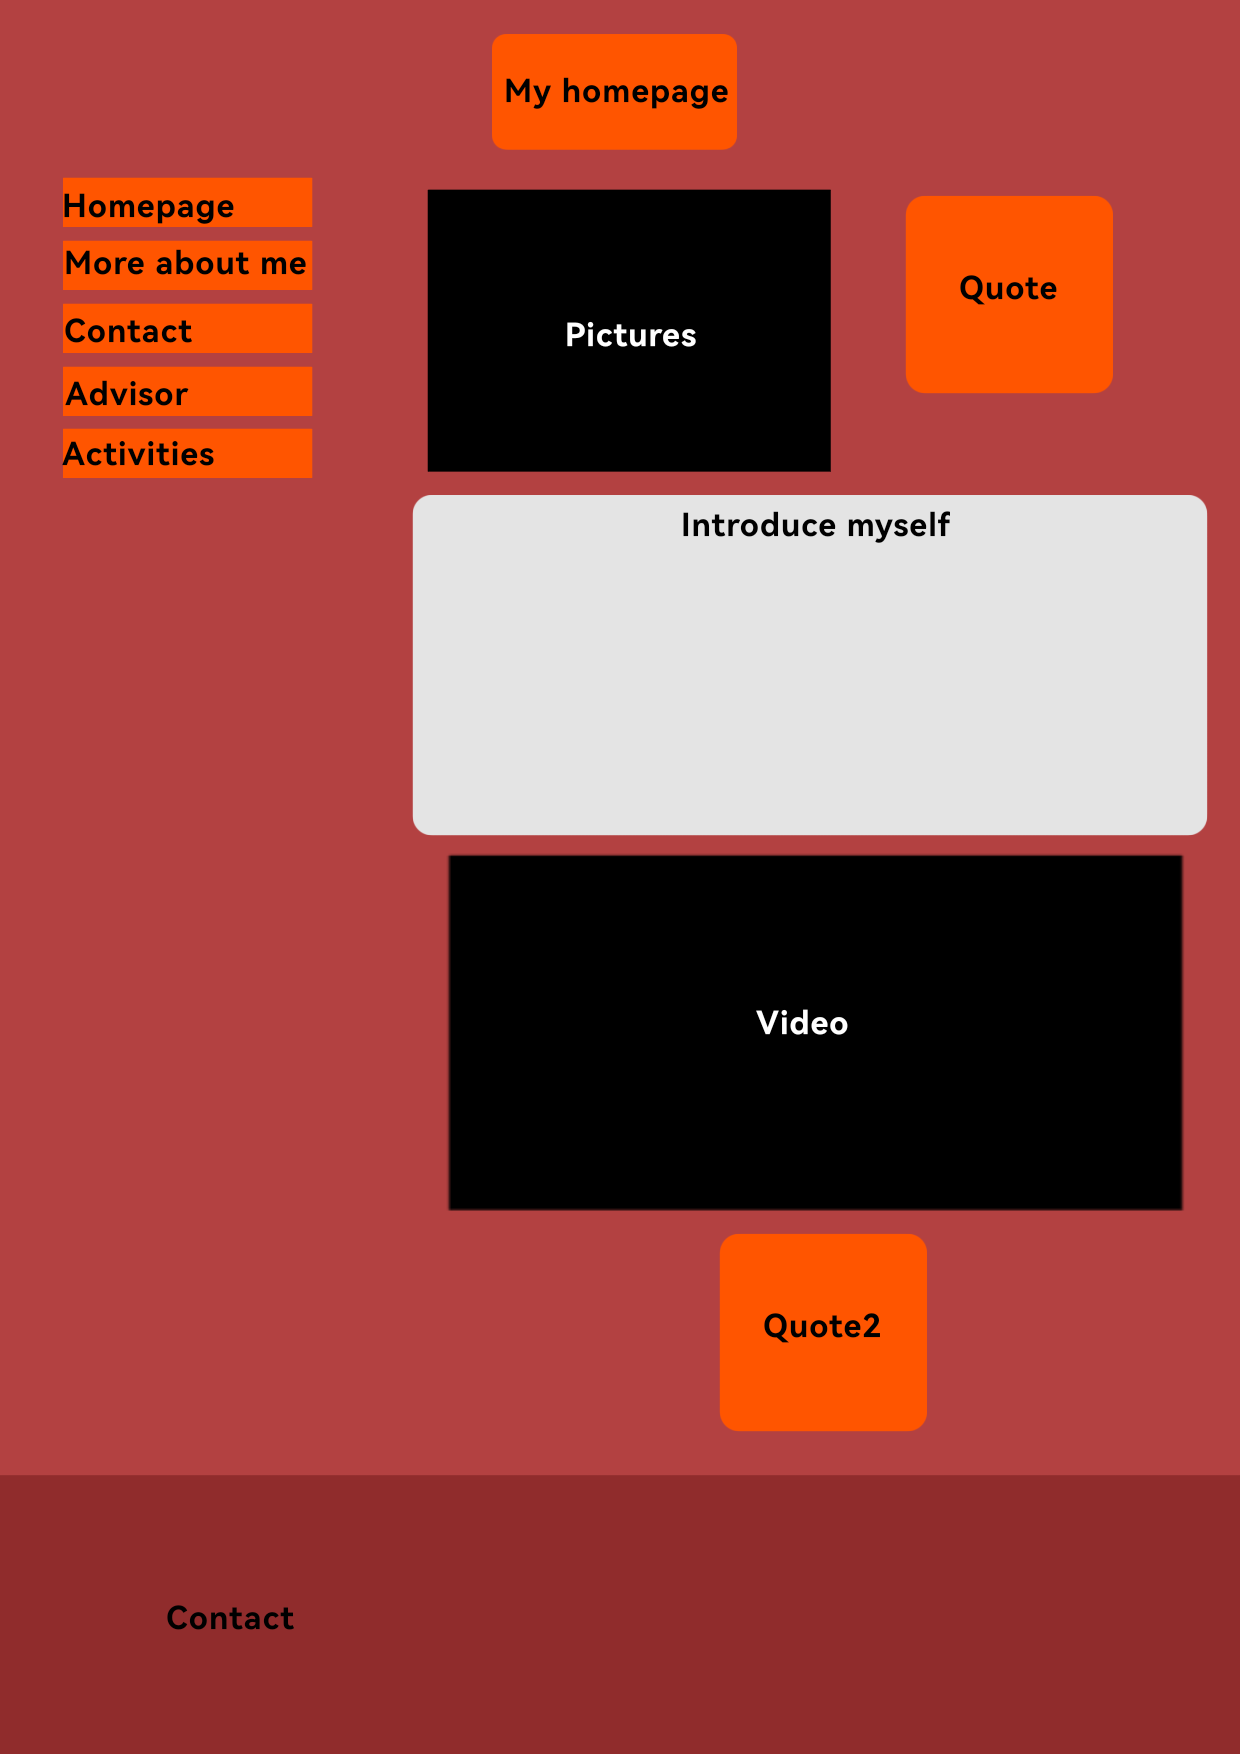 My homepage
Homepage
More about me
Contact
Advisor
Activities
Pictures
Quote
Introduce myself
Video
Quote2
Contact